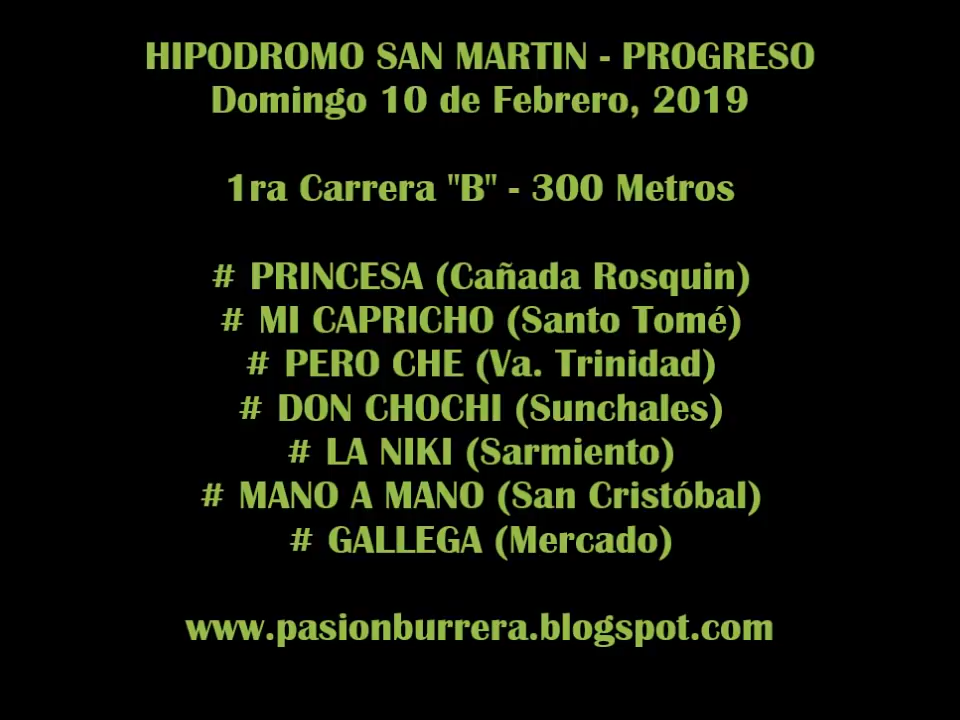 HIPODROMO SAN MARTIN - PROGRESO
Domingo 10 de Febrero, 2019
1ra Carrera "B" - 300 Metros
# PRINCESA (Cañada Rosquin)
# MI CAPRICHO (Santo Tomé)
# PERO CHE (Va. Trinidad)
# DON CHOCHI (Sunchales)
# LA NIKI (Sarmiento)
# MANO A MANO (San Cristóbal)
# GALLEGA (Mercado)
www.pasionburrera.blogspot.com